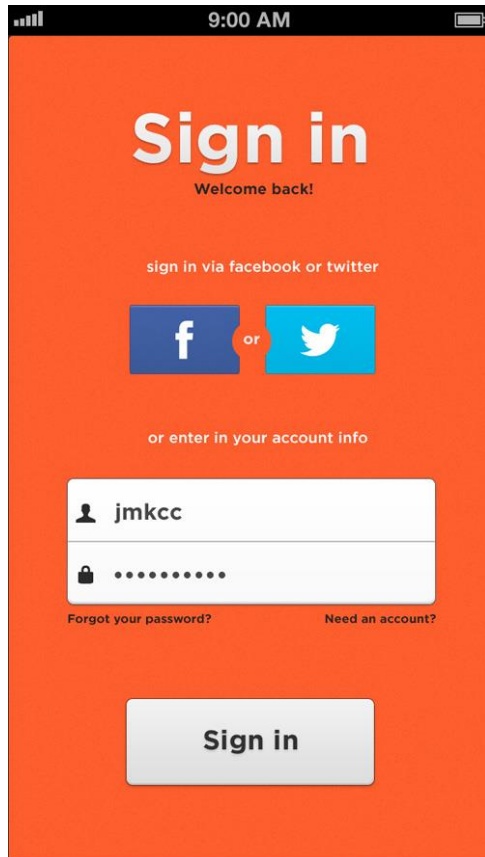 9:00 AM
Sign in
Welcome back!
sign in via facebook or twitter
f or
or enter in your account info
jmkcc
••••••••••
Forgot your password? Need an account?
Sign in